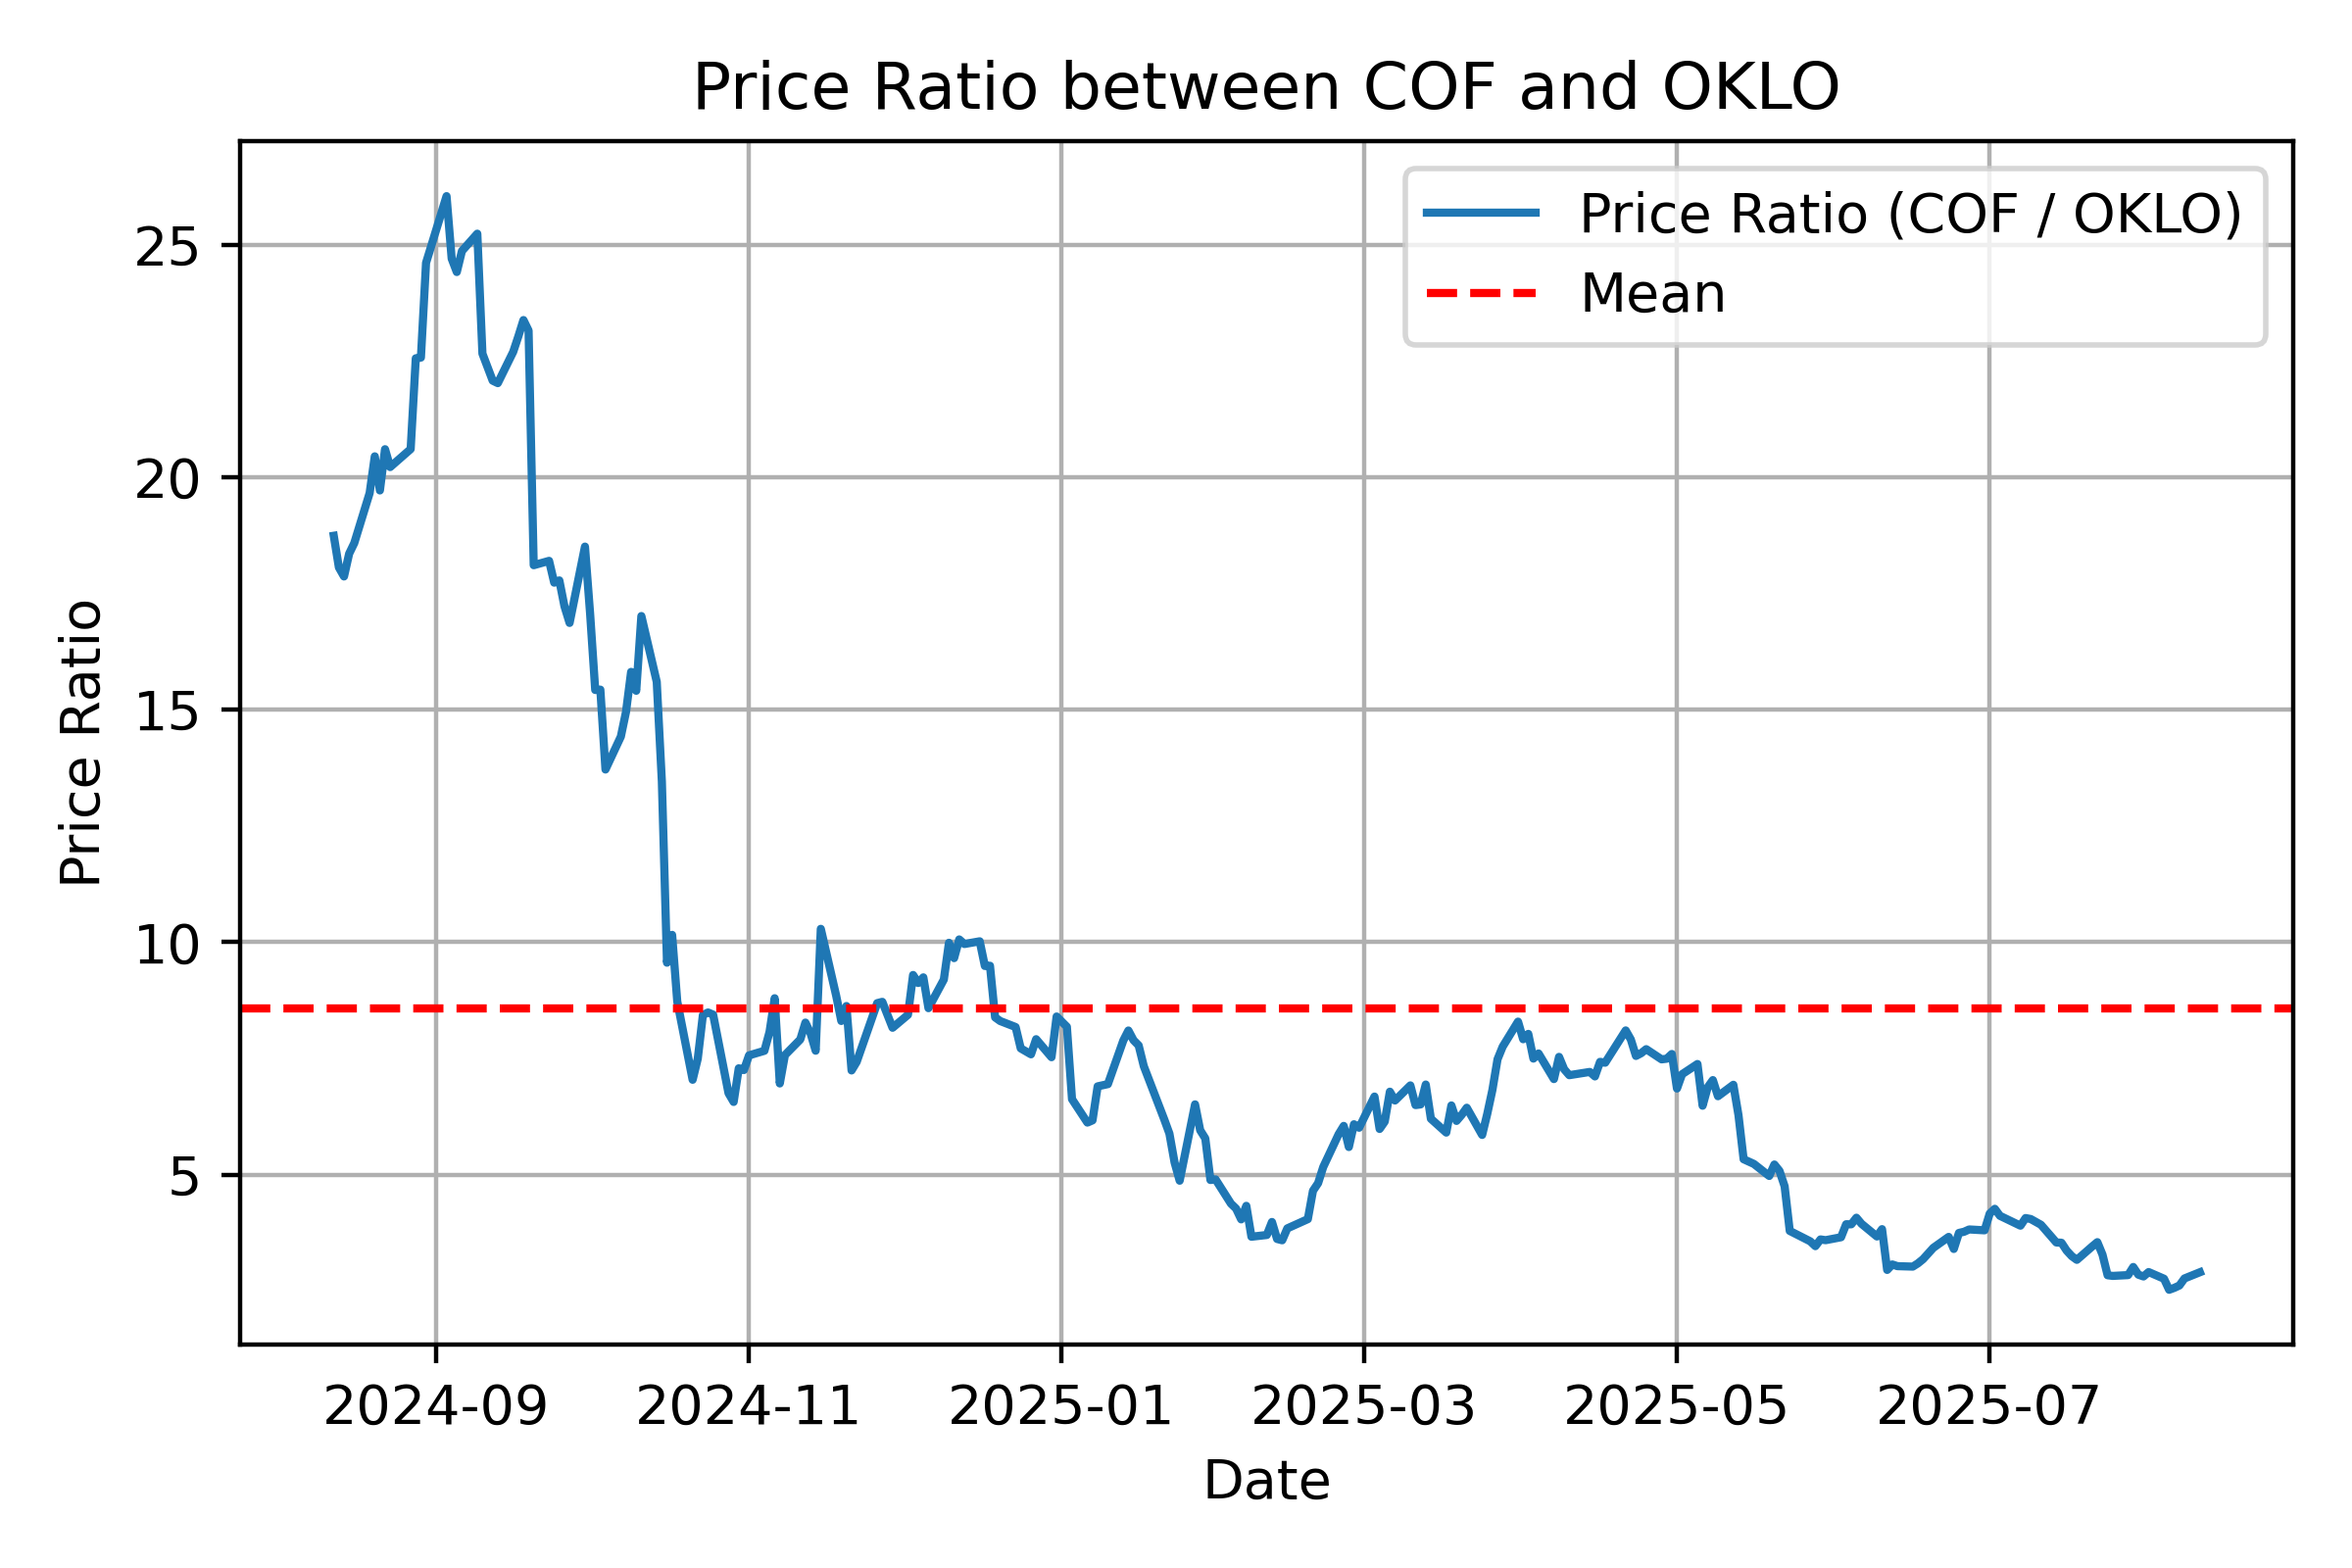 Price Ratio between COF and OKLO
Price Ratio (COF / OKLO)
Mean
Price Ratio
25
20
15
10
5
2024-09
2024-11
2025-01
2025-03
2025-05
2025-07
Date